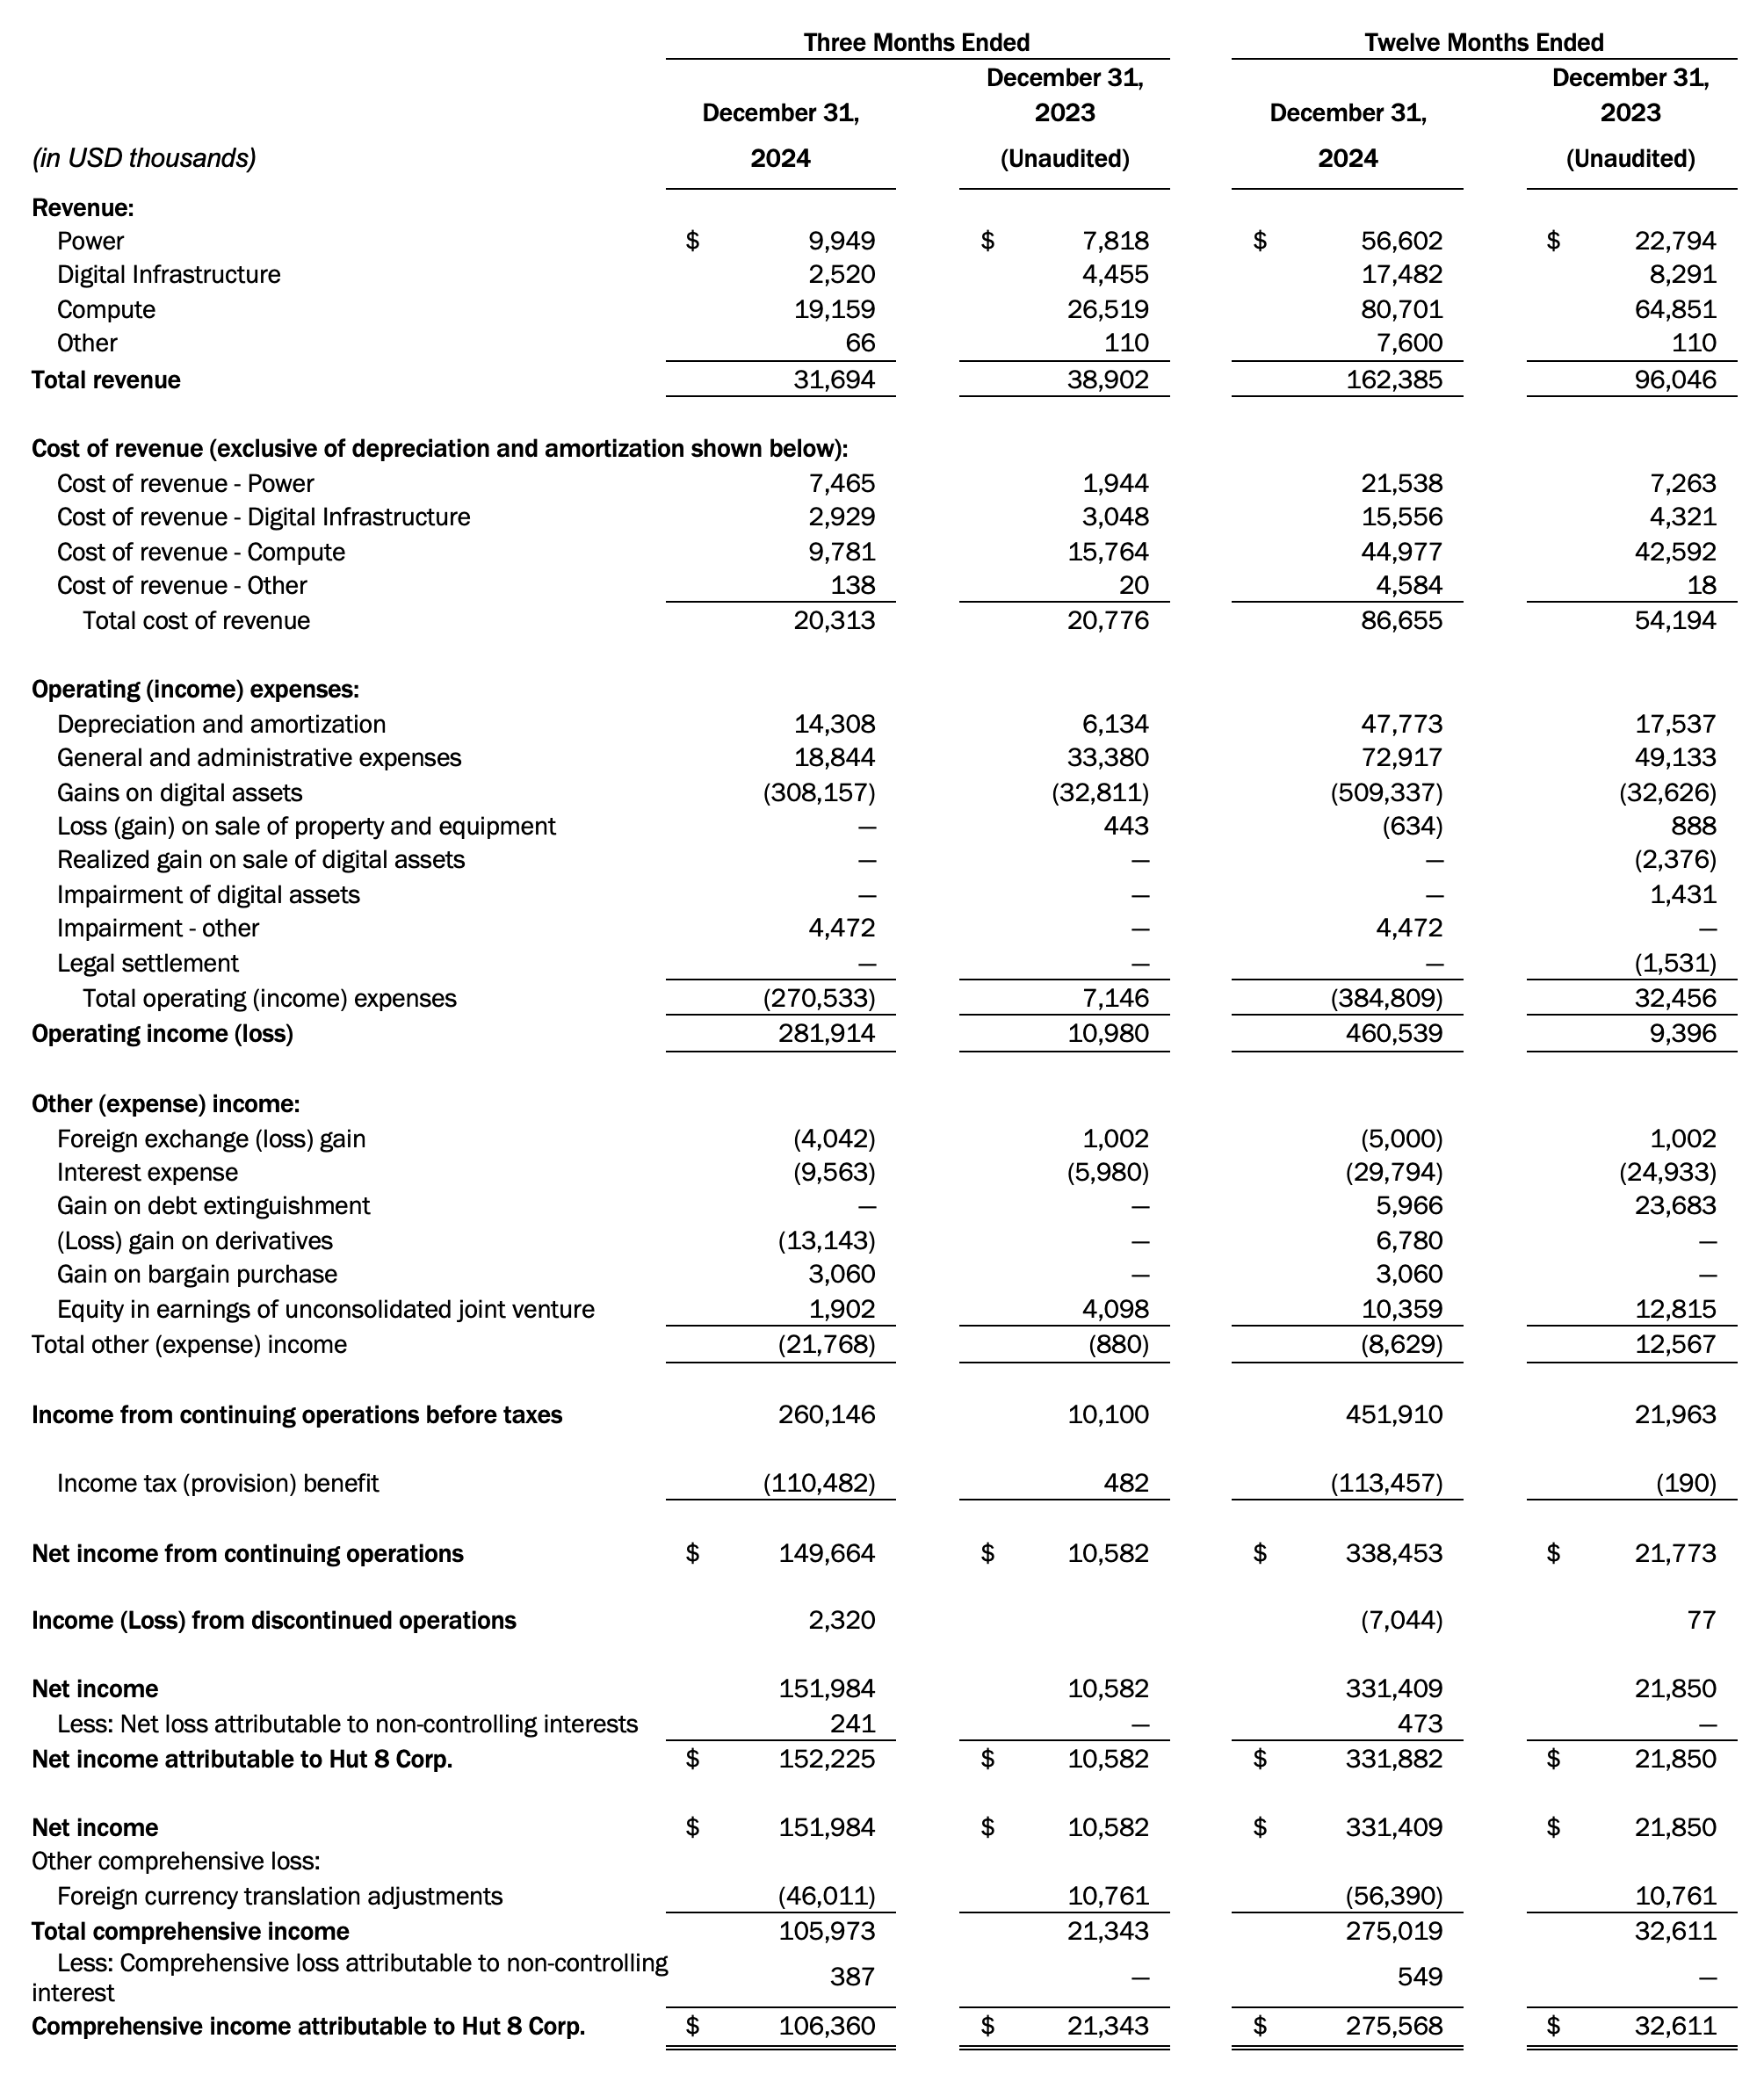 Three Months Ended Twelve Months Ended
December 31, December 31,
December 31, 2023 December 31, 2023
(in USD thousands) 2024 (Unaudited) 2024 (Unaudited)
Revenue:
Power $ 9,949 $ 7,818 $ 56,602 $ 22,794
Digital Infrastructure 2,520 4,455 17,482 8,291
Compute 19,159 26,519 80,701 64,851
Other 66 110 7,600 110
Total revenue 31,694 38,902 162,385 96,046
Cost of revenue (exclusive of depreciation and amortization shown below):
Cost of revenue - Power 7,465 1,944 21,538 7,263
Cost of revenue - Digital Infrastructure 2,929 3,048 15,556 4,321
Cost of revenue - Compute 9,781 15,764 44,977 42,592
Cost of revenue - Other 138 20 4,584 18
Total cost of revenue 20,313 20,776 86,655 54,194
Operating (income) expenses:
Depreciation and amortization 14,308 6,134 47,773 17,537
General and administrative expenses 18,844 33,380 72,917 49,133
Gains on digital assets (308,157) (32,811) (509,337) (32,626)
Loss (gain) on sale of property and equipment — 443 (634) 888
Realized gain on sale of digital assets — — — (2,376)
Impairment of digital assets — — — 1,431
Impairment - other 4,472 — 4,472 —
Legal settlement — — — (1,531)
Total operating (income) expenses (270,533) 7,146 (384,809) 32,456
Operating income (loss) 281,914 10,980 460,539 9,396
Other (expense) income:
Foreign exchange (loss) gain (4,042) 1,002 (5,000) 1,002
Interest expense (9,563) (5,980) (29,794) (24,933)
Gain on debt extinguishment — — 5,966 23,683
(Loss) gain on derivatives (13,143) — 6,780 —
Gain on bargain purchase 3,060 — 3,060 —
Equity in earnings of unconsolidated joint venture 1,902 4,098 10,359 12,815
Total other (expense) income (21,768) (880) (8,629) 12,567
Income from continuing operations before taxes 260,146 10,100 451,910 21,963
Income tax (provision) benefit (110,482) 482 (113,457) (190)
Net income from continuing operations $ 149,664 $ 10,582 $ 338,453 $ 21,773
Income (Loss) from discontinued operations 2,320 (7,044) 77
Net income 151,984 10,582 331,409 21,850
Less: Net loss attributable to non-controlling interests 241 — 473 —
Net income attributable to Hut 8 Corp. $ 152,225 $ 10,582 $ 331,882 $ 21,850
Net income $ 151,984 $ 10,582 $ 331,409 $ 21,850
Other comprehensive loss:
Foreign currency translation adjustments (46,011) 10,761 (56,390) 10,761
Total comprehensive income 105,973 21,343 275,019 32,611
Less: Comprehensive loss attributable to non-controlling
interest 387 — 549 —
Comprehensive income attributable to Hut 8 Corp. $ 106,360 $ 21,343 $ 275,568 $ 32,611